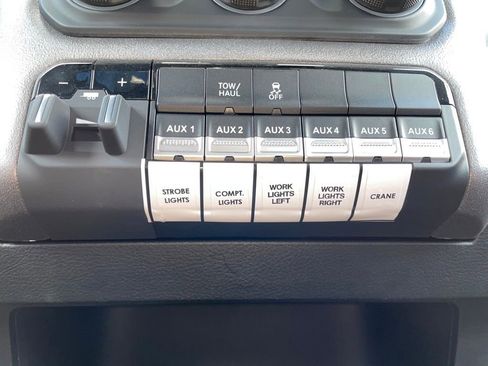 − +
TOW/
HAUL
OFF
AUX 1 AUX 2 AUX 3 AUX 4 AUX 5 AUX 6
STROBE
LIGHTS
COMPT.
LIGHTS
WORK
LIGHTS
LEFT
WORK
LIGHTS
RIGHT
CRANE